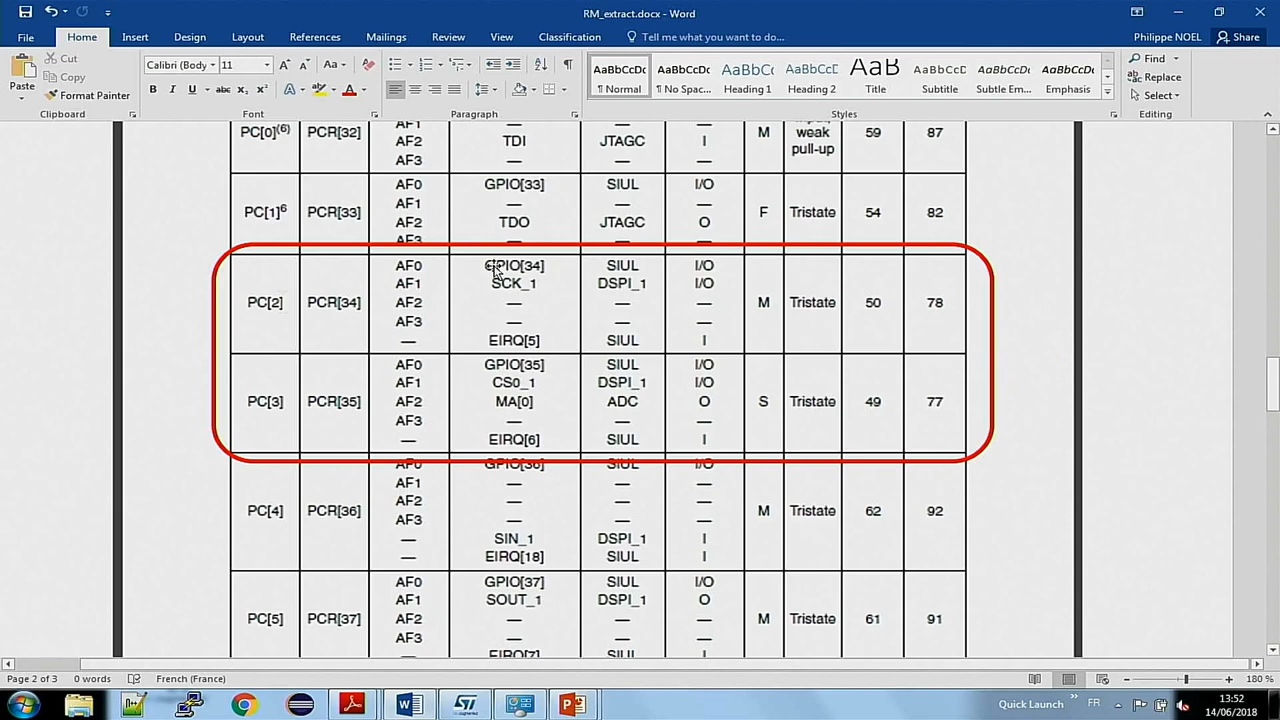 RM_extract.docx - Word
File Home Insert Design Layout References Mailings Review View Classification Tell me what you want to do... Philippe NOEL Share
Paste
Cut
Copy
Format Painter
Clipboard
Calibri (Body 11
Font
Paragraph
AaBbCcDc AaBbCcDc AaBbCc AaBbCcC AaB AaBbCcD AaBbCcDc AaBbCcDc
¶ Normal ¶ No Spac... Heading 1 Heading 2 Title Subtitle Subtle Em... Emphasis
Styles
Find
Replace
Select
Editing
PC[0](6) PCR[32] AF1 — M weak pull-up 59 87
AF2 TDI JTAGC I
AF3 — — —
PC[1]6 PCR[33] AF0 GPIO[33] SIUL I/O F Tristate 54 82
AF1 — — —
AF2 TDO JTAGC O
AF3 — — —
PC[2] PCR[34] AF0 GPIO[34] SIUL I/O M Tristate 50 78
AF1 SCK_1 DSPI_1 I/O
AF2 — — —
AF3 — — —
— EIRQ[5] SIUL I
PC[3] PCR[35] AF0 GPIO[35] SIUL I/O S Tristate 49 77
AF1 CS0_1 DSPI_1 I/O
AF2 MA[0] ADC O
AF3 — — —
— EIRQ[6] SIUL I
PC[4] PCR[36] AF0 GPIO[36] SIUL I/O M Tristate 62 92
AF1 — — —
AF2 — — —
AF3 — — —
— SIN_1 DSPI_1 I
— EIRQ[18] SIUL I
PC[5] PCR[37] AF0 GPIO[37] SIUL I/O M Tristate 61 91
AF1 SOUT_1 DSPI_1 O
AF2 — — —
AF3 — — —
— EIRQ[7] SIUL I
Page 2 of 3 0 words French (France) 180 %
Quick Launch FR 13:52
14/06/2018